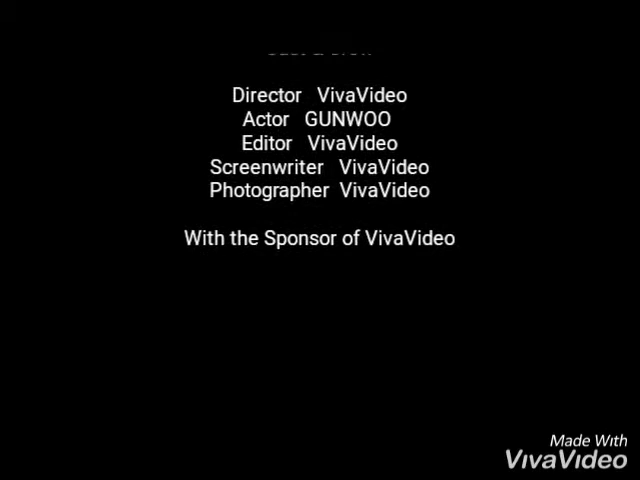 Director VivaVideo
Actor GUNWOO
Editor VivaVideo
Screenwriter VivaVideo
Photographer VivaVideo
With the Sponsor of VivaVideo
Made With
VivaVideo